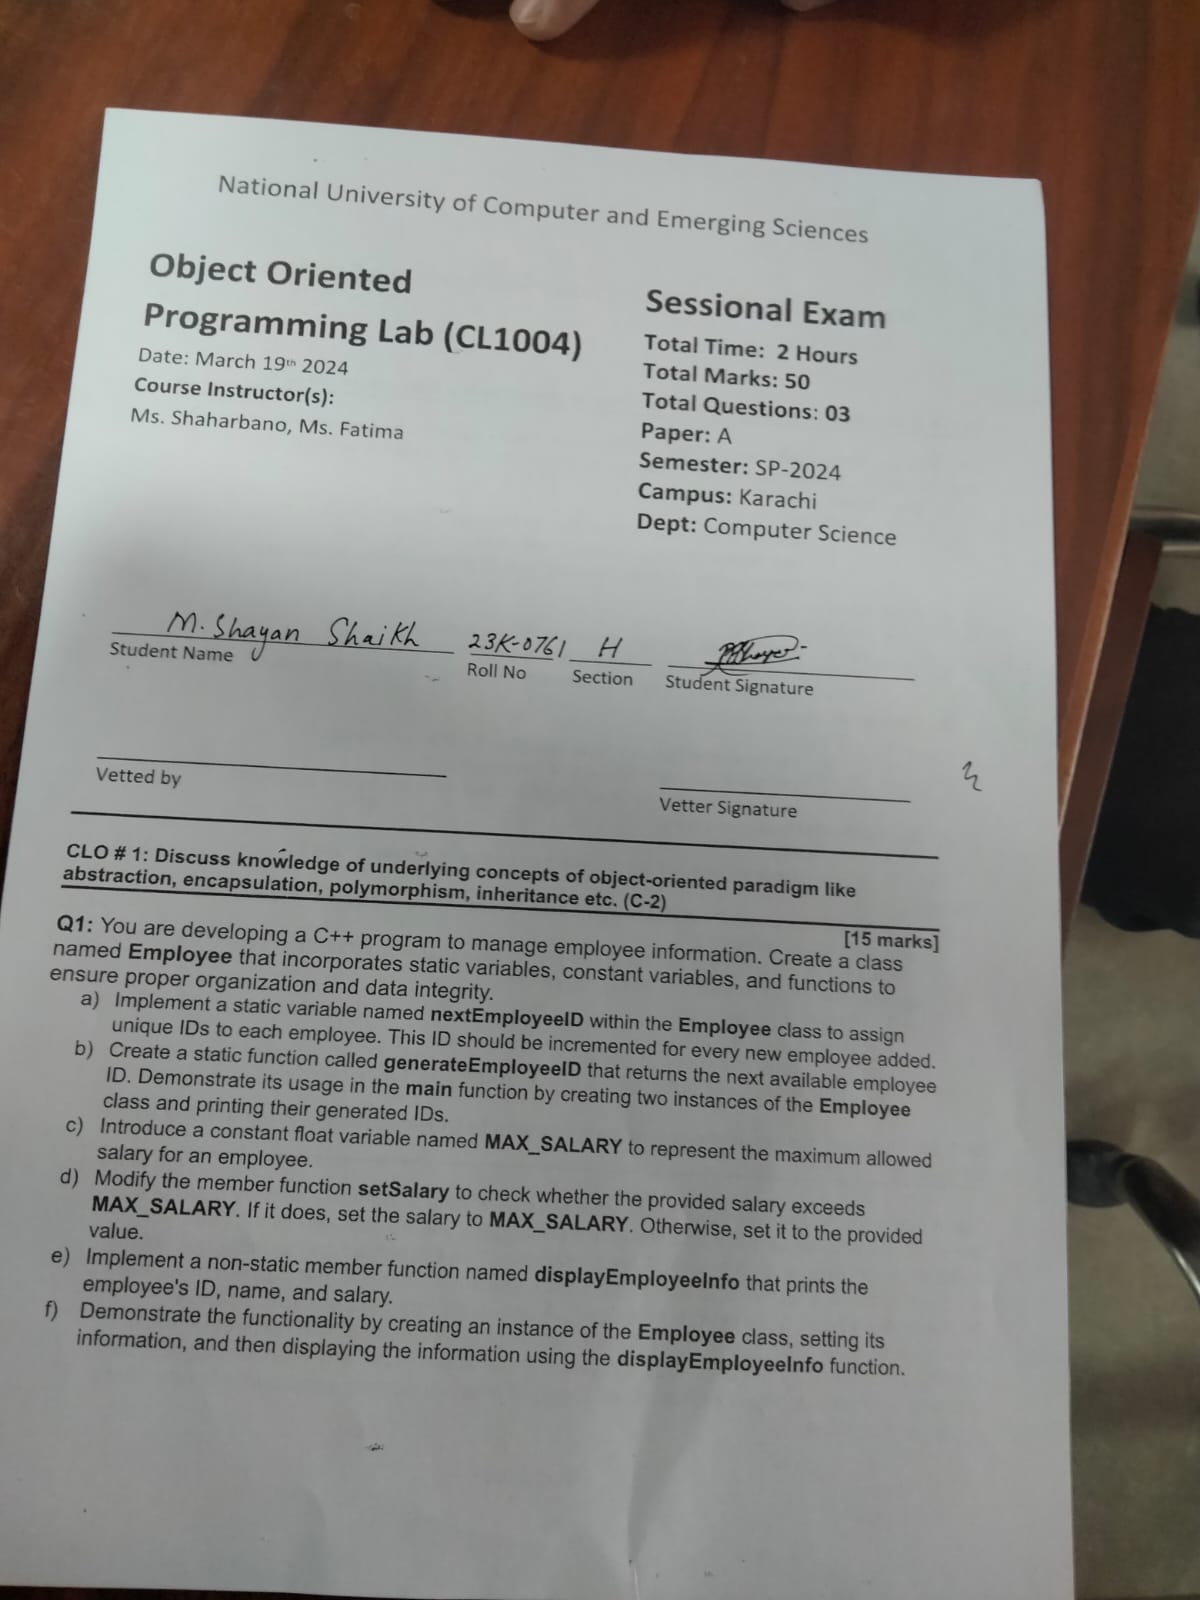 National University of Computer and Emerging Sciences
Object Oriented
Programming Lab (CL1004)
Date: March 19th 2024
Course Instructor(s):
Ms. Shaharbano, Ms. Fatima
Sessional Exam
Total Time: 2 Hours
Total Marks: 50
Total Questions: 03
Paper: A
Semester: SP-2024
Campus: Karachi
Dept: Computer Science
M. Shayan Shaikh 23K-0761 H
Student Name Roll No Section Student Signature
Vetted by Vetter Signature
CLO # 1: Discuss knowledge of underlying concepts of object-oriented paradigm like
abstraction, encapsulation, polymorphism, inheritance etc. (C-2)
[15 marks]
Q1: You are developing a C++ program to manage employee information. Create a class
named Employee that incorporates static variables, constant variables, and functions to
ensure proper organization and data integrity.
a) Implement a static variable named nextEmployeeID within the Employee class to assign
unique IDs to each employee. This ID should be incremented for every new employee added.
b) Create a static function called generateEmployeeID that returns the next available employee
ID. Demonstrate its usage in the main function by creating two instances of the Employee
class and printing their generated IDs.
c) Introduce a constant float variable named MAX_SALARY to represent the maximum allowed
salary for an employee.
d) Modify the member function setSalary to check whether the provided salary exceeds
MAX_SALARY. If it does, set the salary to MAX_SALARY. Otherwise, set it to the provided
value.
e) Implement a non-static member function named displayEmployeeInfo that prints the
employee's ID, name, and salary.
f) Demonstrate the functionality by creating an instance of the Employee class, setting its
information, and then displaying the information using the displayEmployeeInfo function.